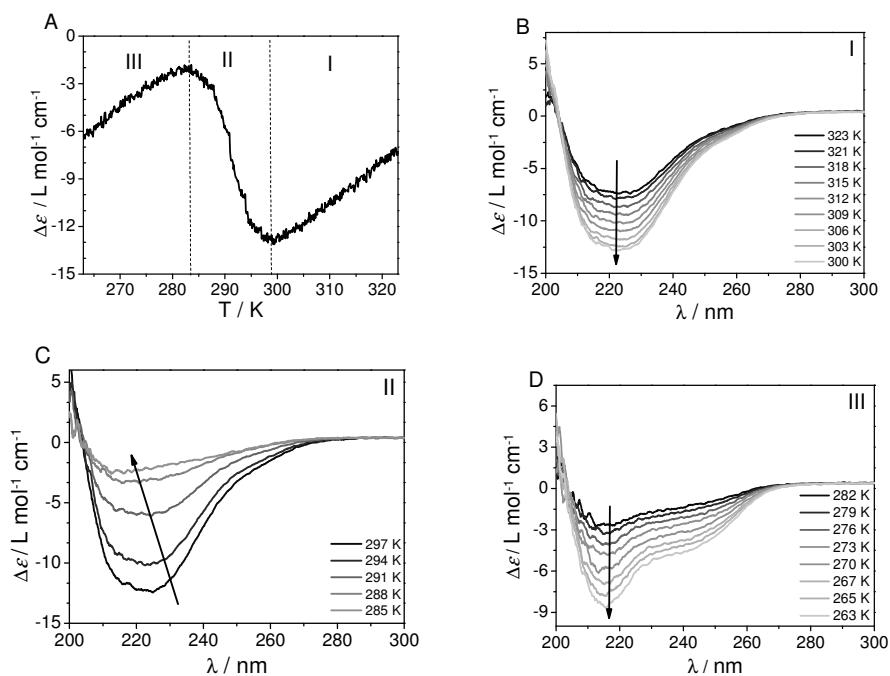 A
III
II
I
0
-3
-6
-9
-12
-15
Δε / L mol⁻¹ cm⁻¹
270 280 290 300 310 320
T / K
B
I
5
0
-5
-10
-15
Δε / L mol⁻¹ cm⁻¹
323 K
321 K
318 K
315 K
312 K
309 K
306 K
303 K
300 K
200 220 240 260 280 300
λ / nm
C
II
5
0
-5
-10
-15
Δε / L mol⁻¹ cm⁻¹
297 K
294 K
291 K
288 K
285 K
200 220 240 260 280 300
λ / nm
D
III
6
3
0
-3
-6
-9
Δε / L mol⁻¹ cm⁻¹
282 K
279 K
276 K
273 K
270 K
267 K
265 K
263 K
200 220 240 260 280 300
λ / nm